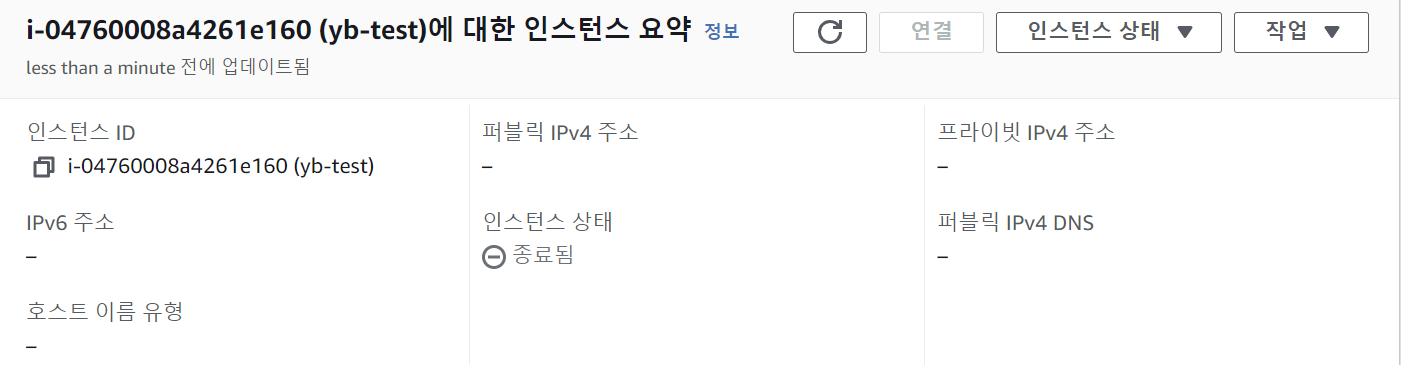 i-04760008a4261e160 (yb-test)에 대한 인스턴스 요약 정보
less than a minute 전에 업데이트됨
연결
인스턴스 상태
작업
인스턴스 ID
i-04760008a4261e160 (yb-test)
퍼블릭 IPv4 주소
–
프라이빗 IPv4 주소
–
IPv6 주소
–
인스턴스 상태
종료됨
퍼블릭 IPv4 DNS
–
호스트 이름 유형
–